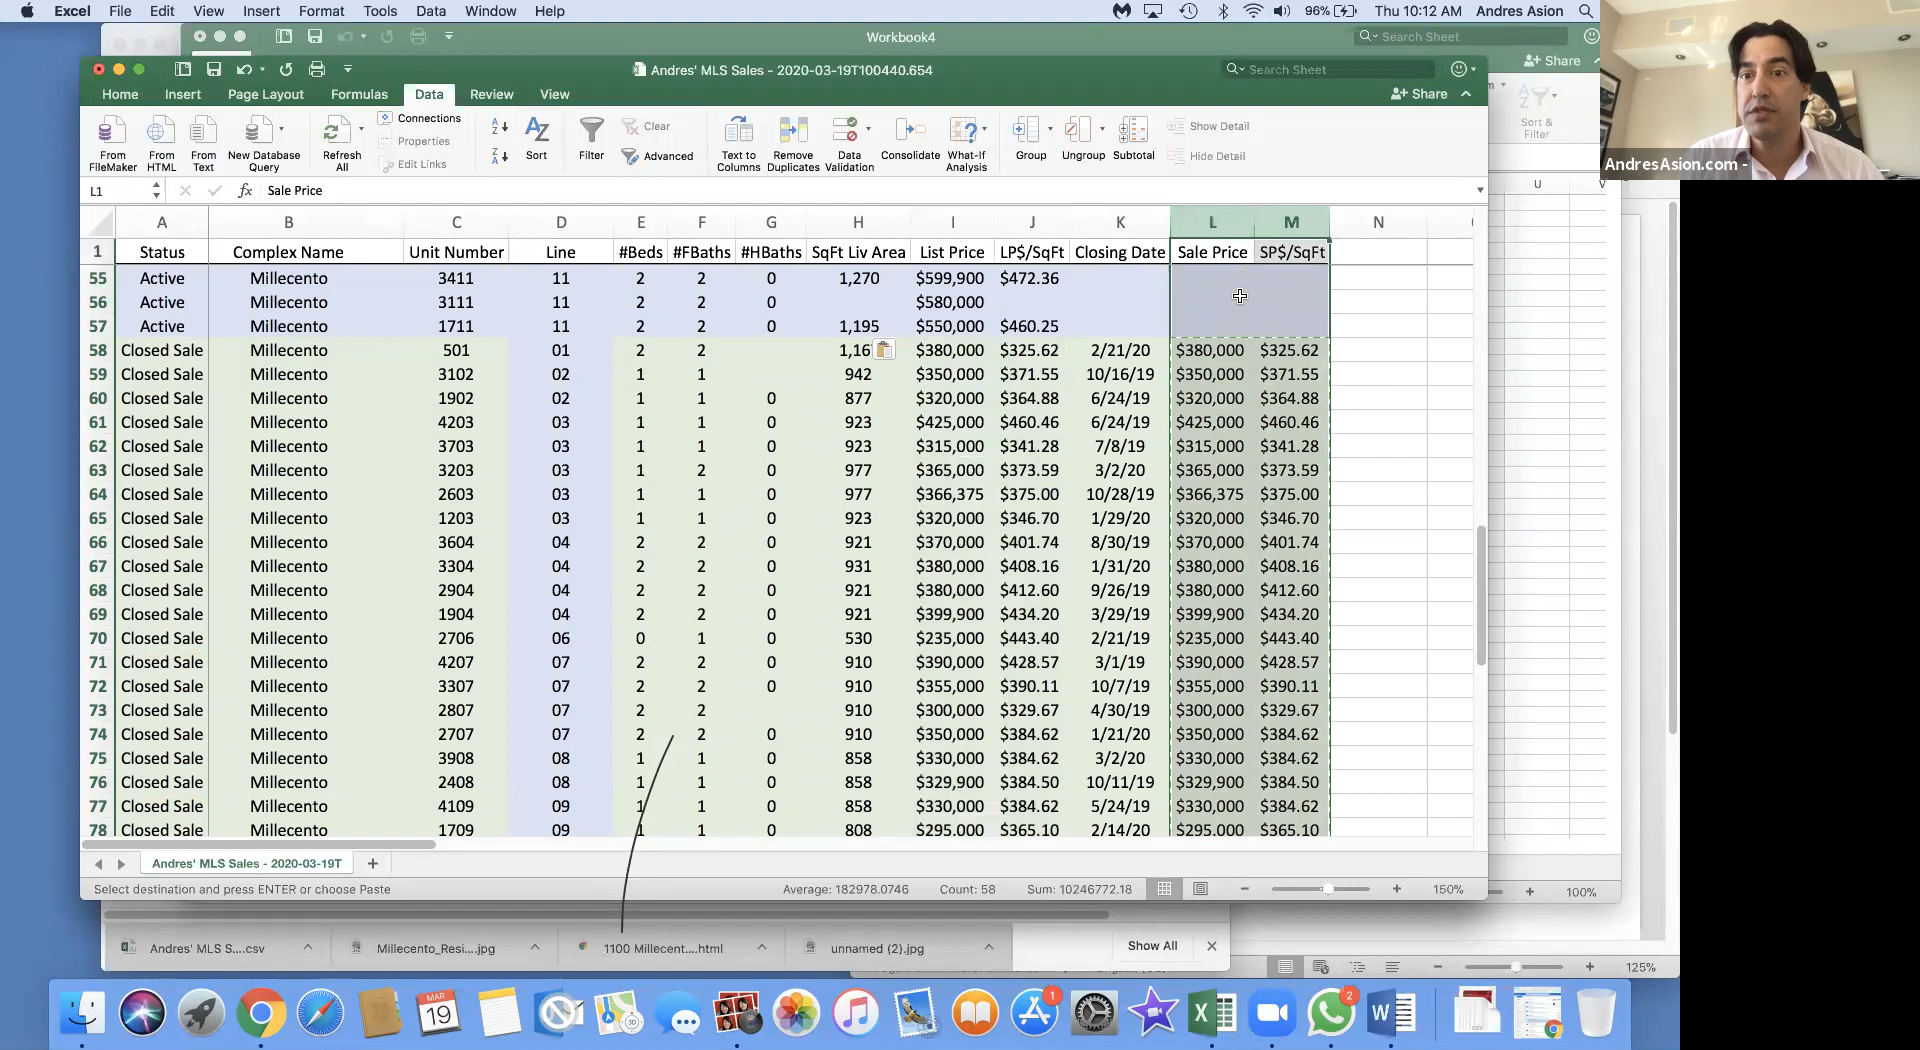 Excel File Edit View Insert Format Tools Data Window Help 96% Thu 10:12 AM Andres Asion
Workbook4 Search Sheet
Andres' MLS Sales - 2020-03-19T100440.654 Search Sheet Share
Home Insert Page Layout Formulas Data Review View Share
From FileMaker From HTML From Text New Database Query Refresh All Connections Properties Edit Links Sort Filter Clear Advanced Text to Columns Remove Duplicates Data Validation Consolidate What-If Analysis Group Ungroup Subtotal Show Detail Hide Detail Sort & Filter
AndresAsion.com -
L1 fx Sale Price
A B C D E F G H I J K L M N U V
1 Status Complex Name Unit Number Line #Beds #FBaths #HBaths SqFt Liv Area List Price LP$/SqFt Closing Date Sale Price SP$/SqFt
55 Active Millecento 3411 11 2 2 0 1,270 $599,900 $472.36
56 Active Millecento 3111 11 2 2 0 $580,000
57 Active Millecento 1711 11 2 2 0 1,195 $550,000 $460.25
58 Closed Sale Millecento 501 01 2 2 1,16 $380,000 $325.62 2/21/20 $380,000 $325.62
59 Closed Sale Millecento 3102 02 1 1 942 $350,000 $371.55 10/16/19 $350,000 $371.55
60 Closed Sale Millecento 1902 02 1 1 0 877 $320,000 $364.88 6/24/19 $320,000 $364.88
61 Closed Sale Millecento 4203 03 1 1 0 923 $425,000 $460.46 6/24/19 $425,000 $460.46
62 Closed Sale Millecento 3703 03 1 1 0 923 $315,000 $341.28 7/8/19 $315,000 $341.28
63 Closed Sale Millecento 3203 03 1 2 0 977 $365,000 $373.59 3/2/20 $365,000 $373.59
64 Closed Sale Millecento 2603 03 1 1 0 977 $366,375 $375.00 10/28/19 $366,375 $375.00
65 Closed Sale Millecento 1203 03 1 1 0 923 $320,000 $346.70 1/29/20 $320,000 $346.70
66 Closed Sale Millecento 3604 04 2 2 0 921 $370,000 $401.74 8/30/19 $370,000 $401.74
67 Closed Sale Millecento 3304 04 2 2 0 931 $380,000 $408.16 1/31/20 $380,000 $408.16
68 Closed Sale Millecento 2904 04 2 2 0 921 $380,000 $412.60 9/26/19 $380,000 $412.60
69 Closed Sale Millecento 1904 04 2 2 0 921 $399,900 $434.20 3/29/19 $399,900 $434.20
70 Closed Sale Millecento 2706 06 0 1 0 530 $235,000 $443.40 2/21/19 $235,000 $443.40
71 Closed Sale Millecento 4207 07 2 2 0 910 $390,000 $428.57 3/1/19 $390,000 $428.57
72 Closed Sale Millecento 3307 07 2 2 0 910 $355,000 $390.11 10/7/19 $355,000 $390.11
73 Closed Sale Millecento 2807 07 2 2 910 $300,000 $329.67 4/30/19 $300,000 $329.67
74 Closed Sale Millecento 2707 07 2 2 0 910 $350,000 $384.62 1/21/20 $350,000 $384.62
75 Closed Sale Millecento 3908 08 1 1 0 858 $330,000 $384.62 3/2/20 $330,000 $384.62
76 Closed Sale Millecento 2408 08 1 1 0 858 $329,900 $384.50 10/11/19 $329,900 $384.50
77 Closed Sale Millecento 4109 09 1 1 0 858 $330,000 $384.62 5/24/19 $330,000 $384.62
78 Closed Sale Millecento 1709 09 1 1 0 808 $295,000 $365.10 2/14/20 $295,000 $365.10
Andres' MLS Sales - 2020-03-19T
Select destination and press ENTER or choose Paste Average: 182978.0746 Count: 58 Sum: 10246772.18 150% 100%
Andres' MLS S....csv Millecento_Resi....jpg 1100 Millecent....html unnamed (2).jpg Show All
125%
MAR 19 3D 1 2